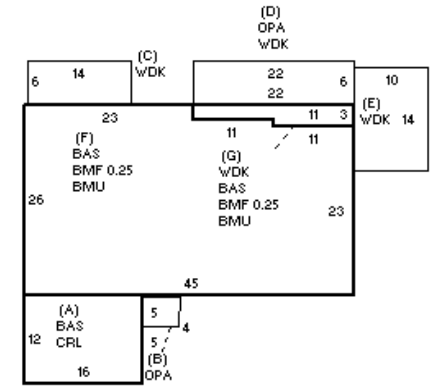 (D)
OPA
WDK
(C)
WDK
14
6
22
22
6
10
(E)
WDK 14
23
11
3
11
11
(F)
BAS
BMF 0.25
BMU
(G)
WDK
BAS
BMF 0.25
BMU
26
23
45
(A)
BAS
CRL
12
16
5
4
5
(B)
OPA